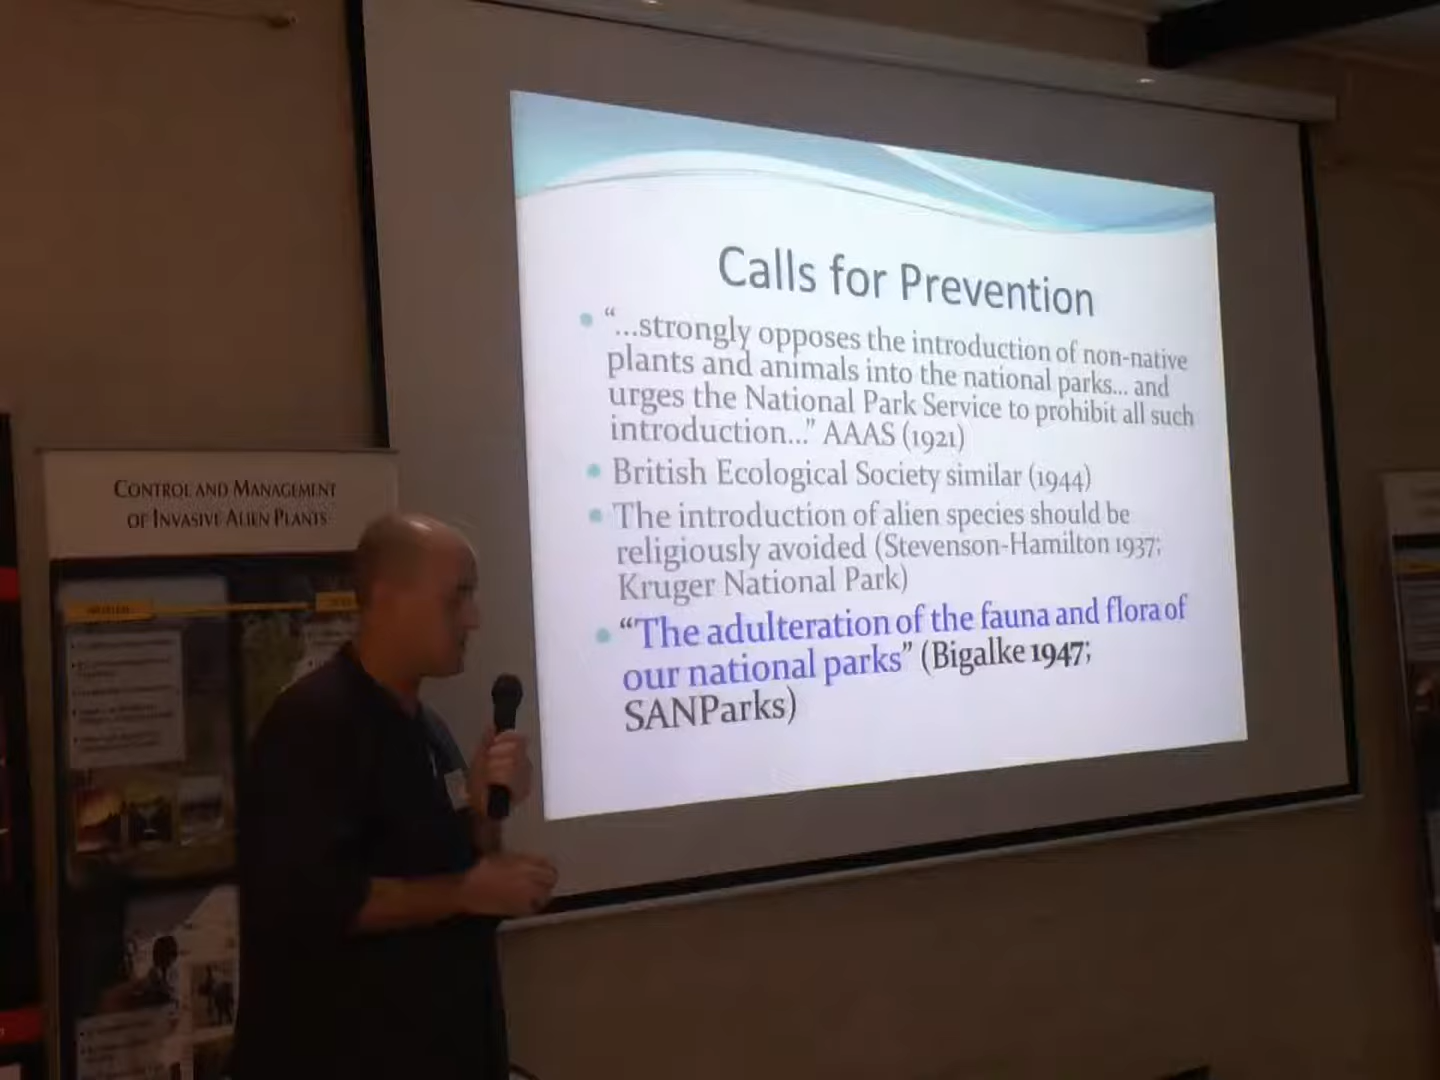 Calls for Prevention
• “...strongly opposes the introduction of non-native
plants and animals into the national parks... and
urges the National Park Service to prohibit all such
introduction...” AAAS (1921)
• British Ecological Society similar (1944)
• The introduction of alien species should be
religiously avoided (Stevenson-Hamilton 1937;
Kruger National Park)
• “The adulteration of the fauna and flora of
our national parks” (Bigalke 1947;
SANParks)
CONTROL AND MANAGEMENT
OF INVASIVE ALIEN PLANTS